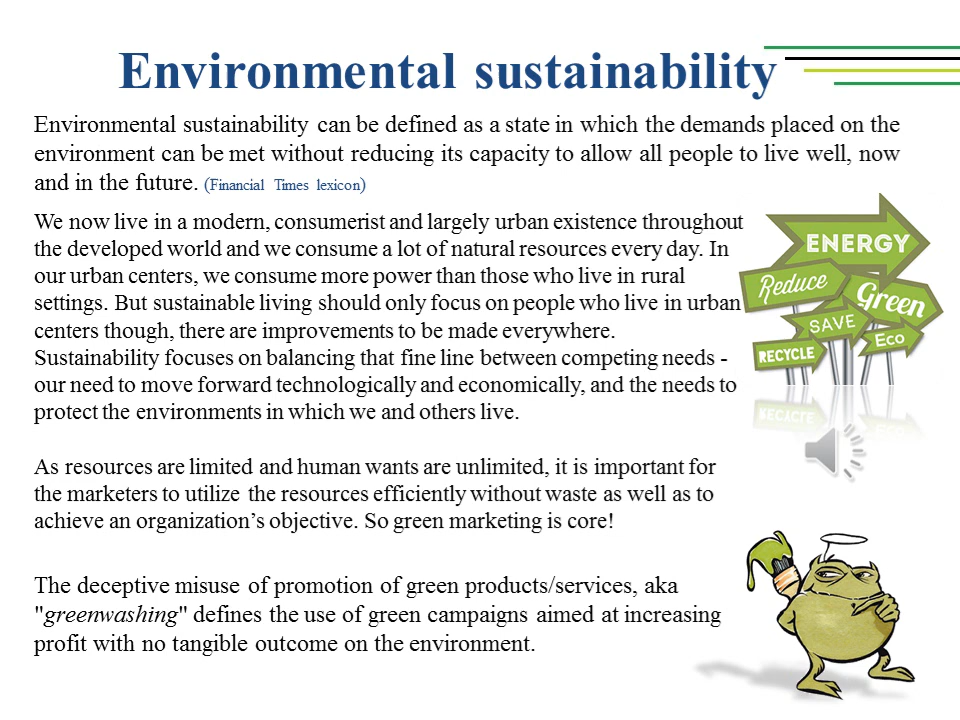 Environmental sustainability
Environmental sustainability can be defined as a state in which the demands placed on the
environment can be met without reducing its capacity to allow all people to live well, now
and in the future. (Financial Times lexicon)
We now live in a modern, consumerist and largely urban existence throughout
the developed world and we consume a lot of natural resources every day. In
our urban centers, we consume more power than those who live in rural
settings. But sustainable living should only focus on people who live in urban
centers though, there are improvements to be made everywhere.
Sustainability focuses on balancing that fine line between competing needs -
our need to move forward technologically and economically, and the needs to
protect the environments in which we and others live.
ENERGY
Reduce
Green
SAVE
Eco
RECYCLE
As resources are limited and human wants are unlimited, it is important for
the marketers to utilize the resources efficiently without waste as well as to
achieve an organization's objective. So green marketing is core!
The deceptive misuse of promotion of green products/services, aka
"greenwashing" defines the use of green campaigns aimed at increasing
profit with no tangible outcome on the environment.